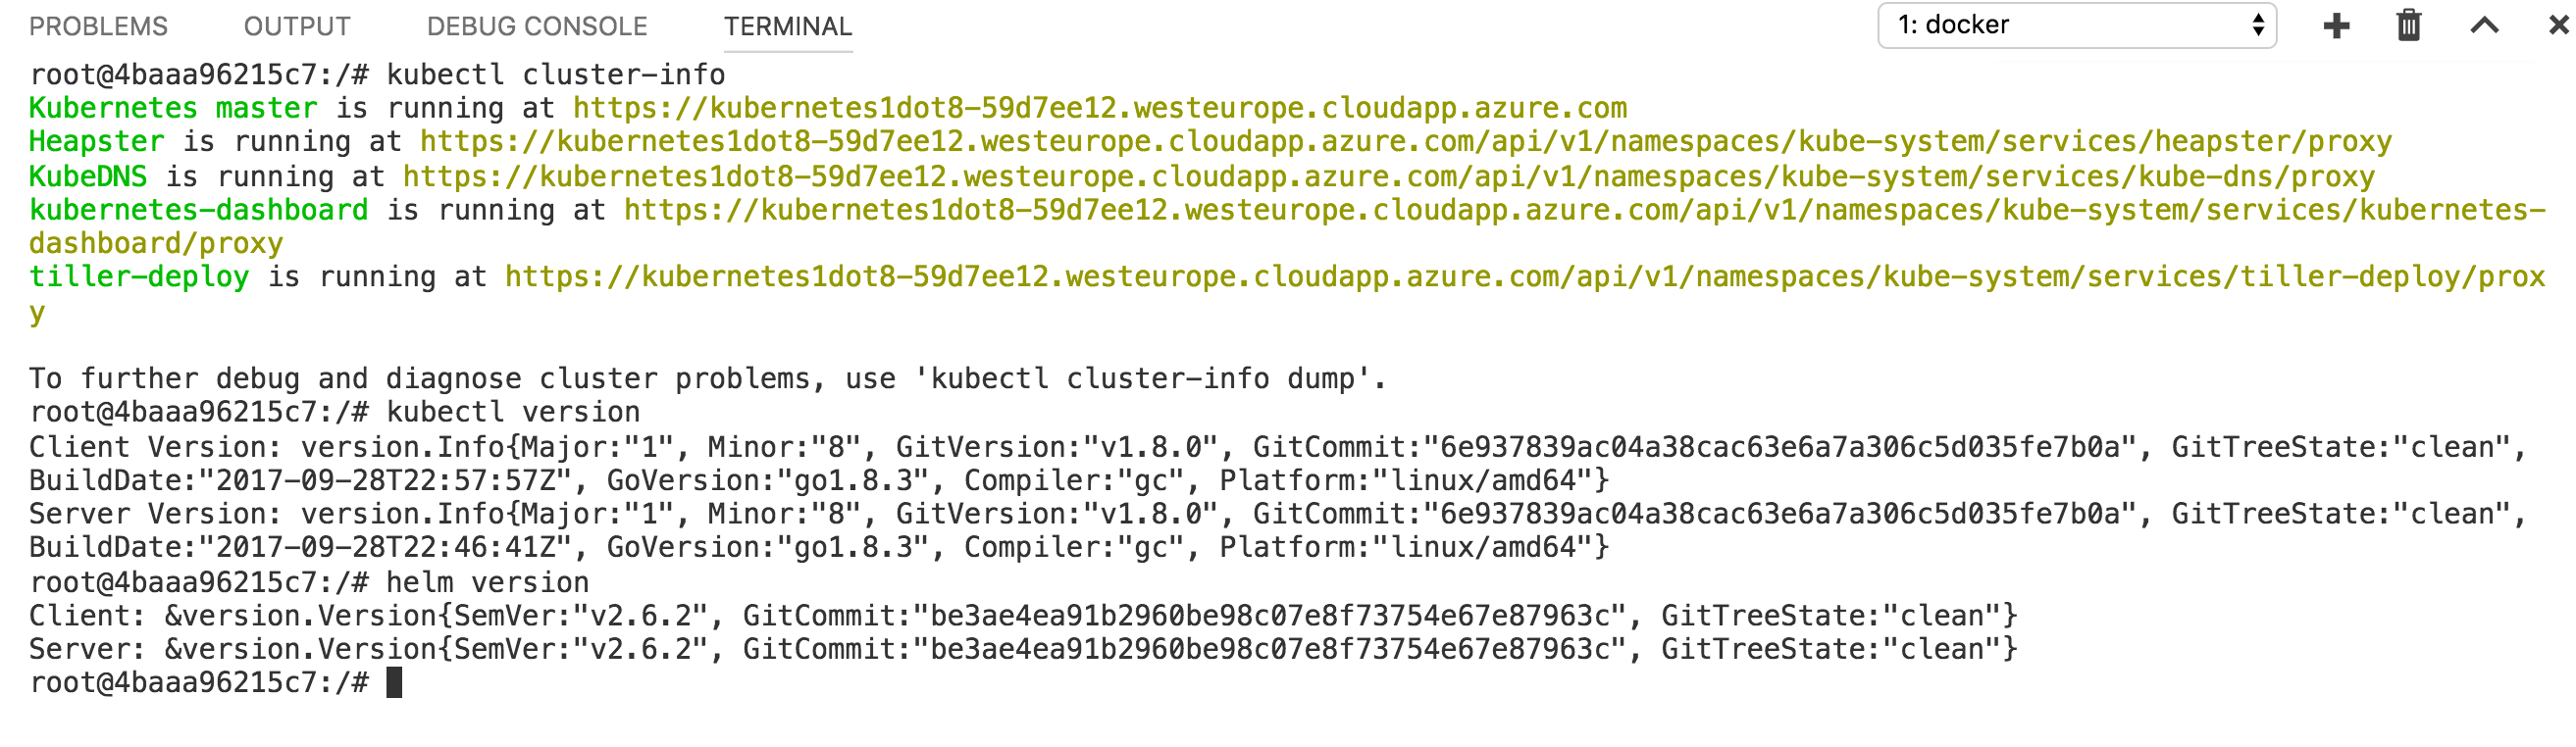 PROBLEMS OUTPUT DEBUG CONSOLE TERMINAL 1: docker
root@4baaa96215c7:/# kubectl cluster-info
Kubernetes master is running at https://kubernetes1dot8-59d7ee12.westeurope.cloudapp.azure.com
Heapster is running at https://kubernetes1dot8-59d7ee12.westeurope.cloudapp.azure.com/api/v1/namespaces/kube-system/services/heapster/proxy
KubeDNS is running at https://kubernetes1dot8-59d7ee12.westeurope.cloudapp.azure.com/api/v1/namespaces/kube-system/services/kube-dns/proxy
kubernetes-dashboard is running at https://kubernetes1dot8-59d7ee12.westeurope.cloudapp.azure.com/api/v1/namespaces/kube-system/services/kubernetes-
dashboard/proxy
tiller-deploy is running at https://kubernetes1dot8-59d7ee12.westeurope.cloudapp.azure.com/api/v1/namespaces/kube-system/services/tiller-deploy/prox
y
To further debug and diagnose cluster problems, use 'kubectl cluster-info dump'.
root@4baaa96215c7:/# kubectl version
Client Version: version.Info{Major:"1", Minor:"8", GitVersion:"v1.8.0", GitCommit:"6e937839ac04a38cac63e6a7a306c5d035fe7b0a", GitTreeState:"clean",
BuildDate:"2017-09-28T22:57:57Z", GoVersion:"go1.8.3", Compiler:"gc", Platform:"linux/amd64"}
Server Version: version.Info{Major:"1", Minor:"8", GitVersion:"v1.8.0", GitCommit:"6e937839ac04a38cac63e6a7a306c5d035fe7b0a", GitTreeState:"clean",
BuildDate:"2017-09-28T22:46:41Z", GoVersion:"go1.8.3", Compiler:"gc", Platform:"linux/amd64"}
root@4baaa96215c7:/# helm version
Client: &version.Version{SemVer:"v2.6.2", GitCommit:"be3ae4ea91b2960be98c07e8f73754e67e87963c", GitTreeState:"clean"}
Server: &version.Version{SemVer:"v2.6.2", GitCommit:"be3ae4ea91b2960be98c07e8f73754e67e87963c", GitTreeState:"clean"}
root@4baaa96215c7:/#